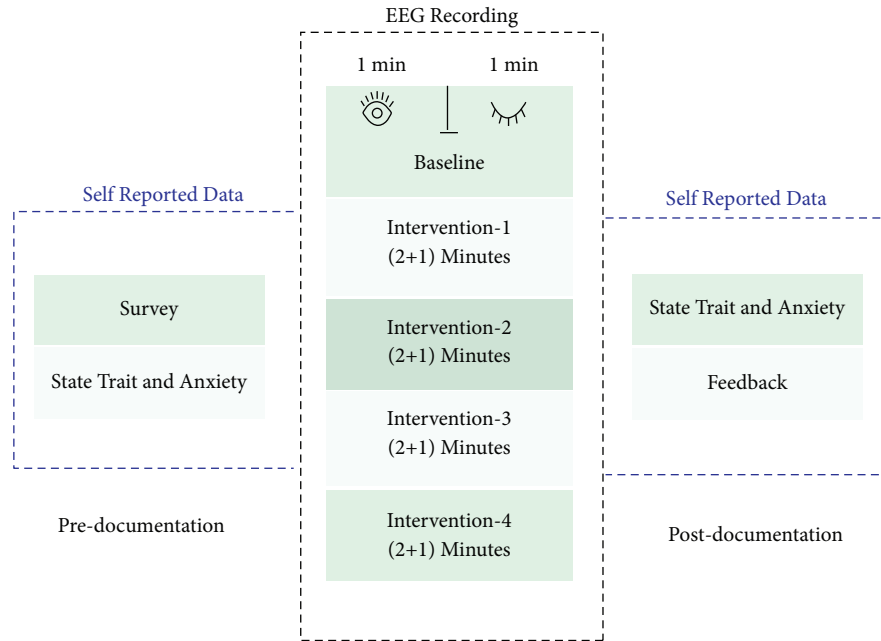 EEG Recording
1 min
1 min
Baseline
Self Reported Data
Survey
State Trait and Anxiety
Pre-documentation
Intervention-1
(2+1) Minutes
Intervention-2
(2+1) Minutes
Intervention-3
(2+1) Minutes
Intervention-4
(2+1) Minutes
Self Reported Data
State Trait and Anxiety
Feedback
Post-documentation